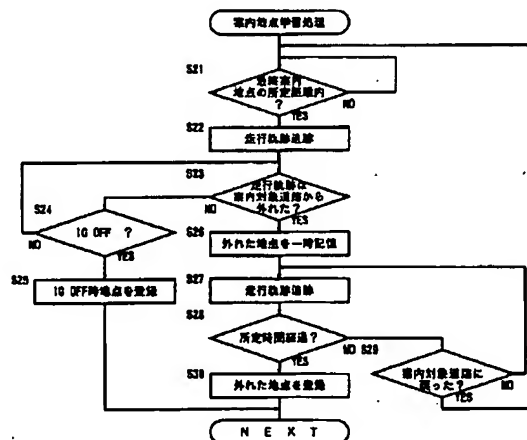 案内地点学習処理
S21
経路案内
地点の所定距離内
?
NO
YES
S22
走行軌跡追跡
S23
走行軌跡は
案内対象道路から
外れた?
NO
YES
S24
IG OFF ?
NO
YES
S25
IG OFF時地点を登録
S26
外れた地点を一時記憶
S27
走行軌跡追跡
S28
所定時間経過?
NO
YES
S29
案内対象道路に
戻った?
NO
YES
S30
外れた地点を登録
NEXT